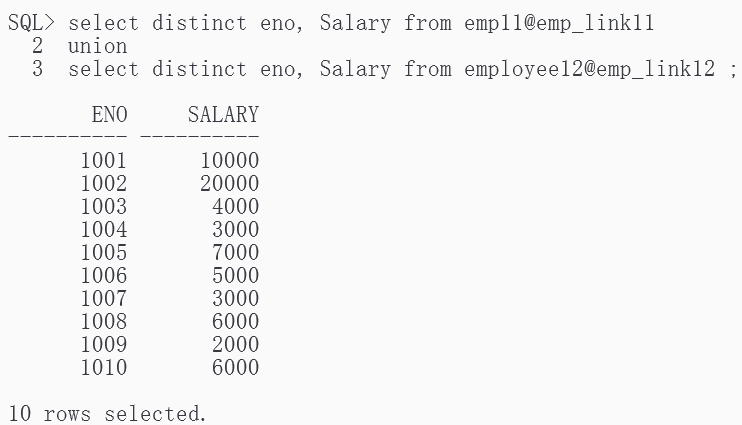 SQL> select distinct eno, Salary from emp11@emp_link11
2 union
3 select distinct eno, Salary from employee12@emp_link12 ;
ENO SALARY
---------- ----------
1001 10000
1002 20000
1003 4000
1004 3000
1005 7000
1006 5000
1007 3000
1008 6000
1009 2000
1010 6000
10 rows selected.